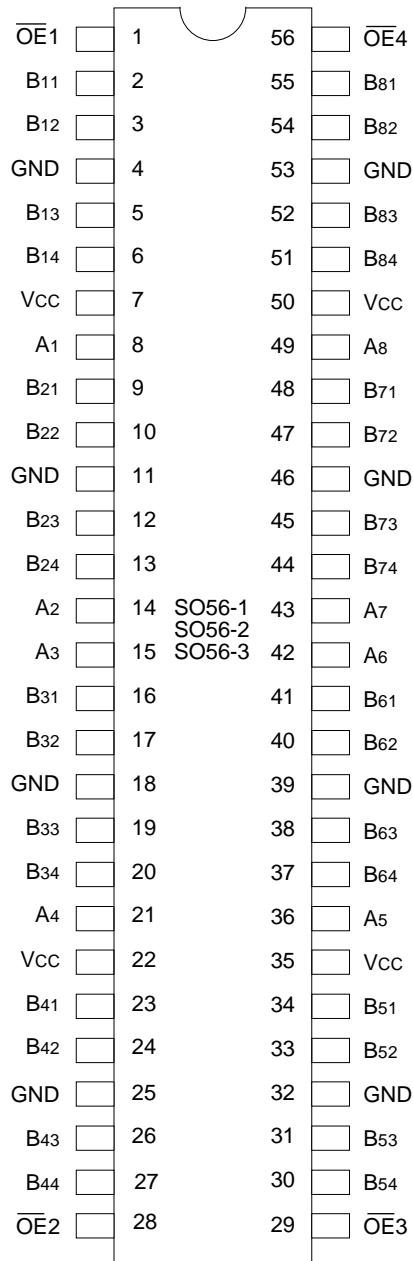 O̅E̅1 1 56 O̅E̅4
B11 2 55 B81
B12 3 54 B82
GND 4 53 GND
B13 5 52 B83
B14 6 51 B84
VCC 7 50 VCC
A1 8 49 A8
B21 9 48 B71
B22 10 47 B72
GND 11 46 GND
B23 12 45 B73
B24 13 44 B74
A2 14 SO56-1 43 A7
SO56-2
A3 15 SO56-3 42 A6
B31 16 41 B61
B32 17 40 B62
GND 18 39 GND
B33 19 38 B63
B34 20 37 B64
A4 21 36 A5
VCC 22 35 VCC
B41 23 34 B51
B42 24 33 B52
GND 25 32 GND
B43 26 31 B53
B44 27 30 B54
O̅E̅2 28 29 O̅E̅3